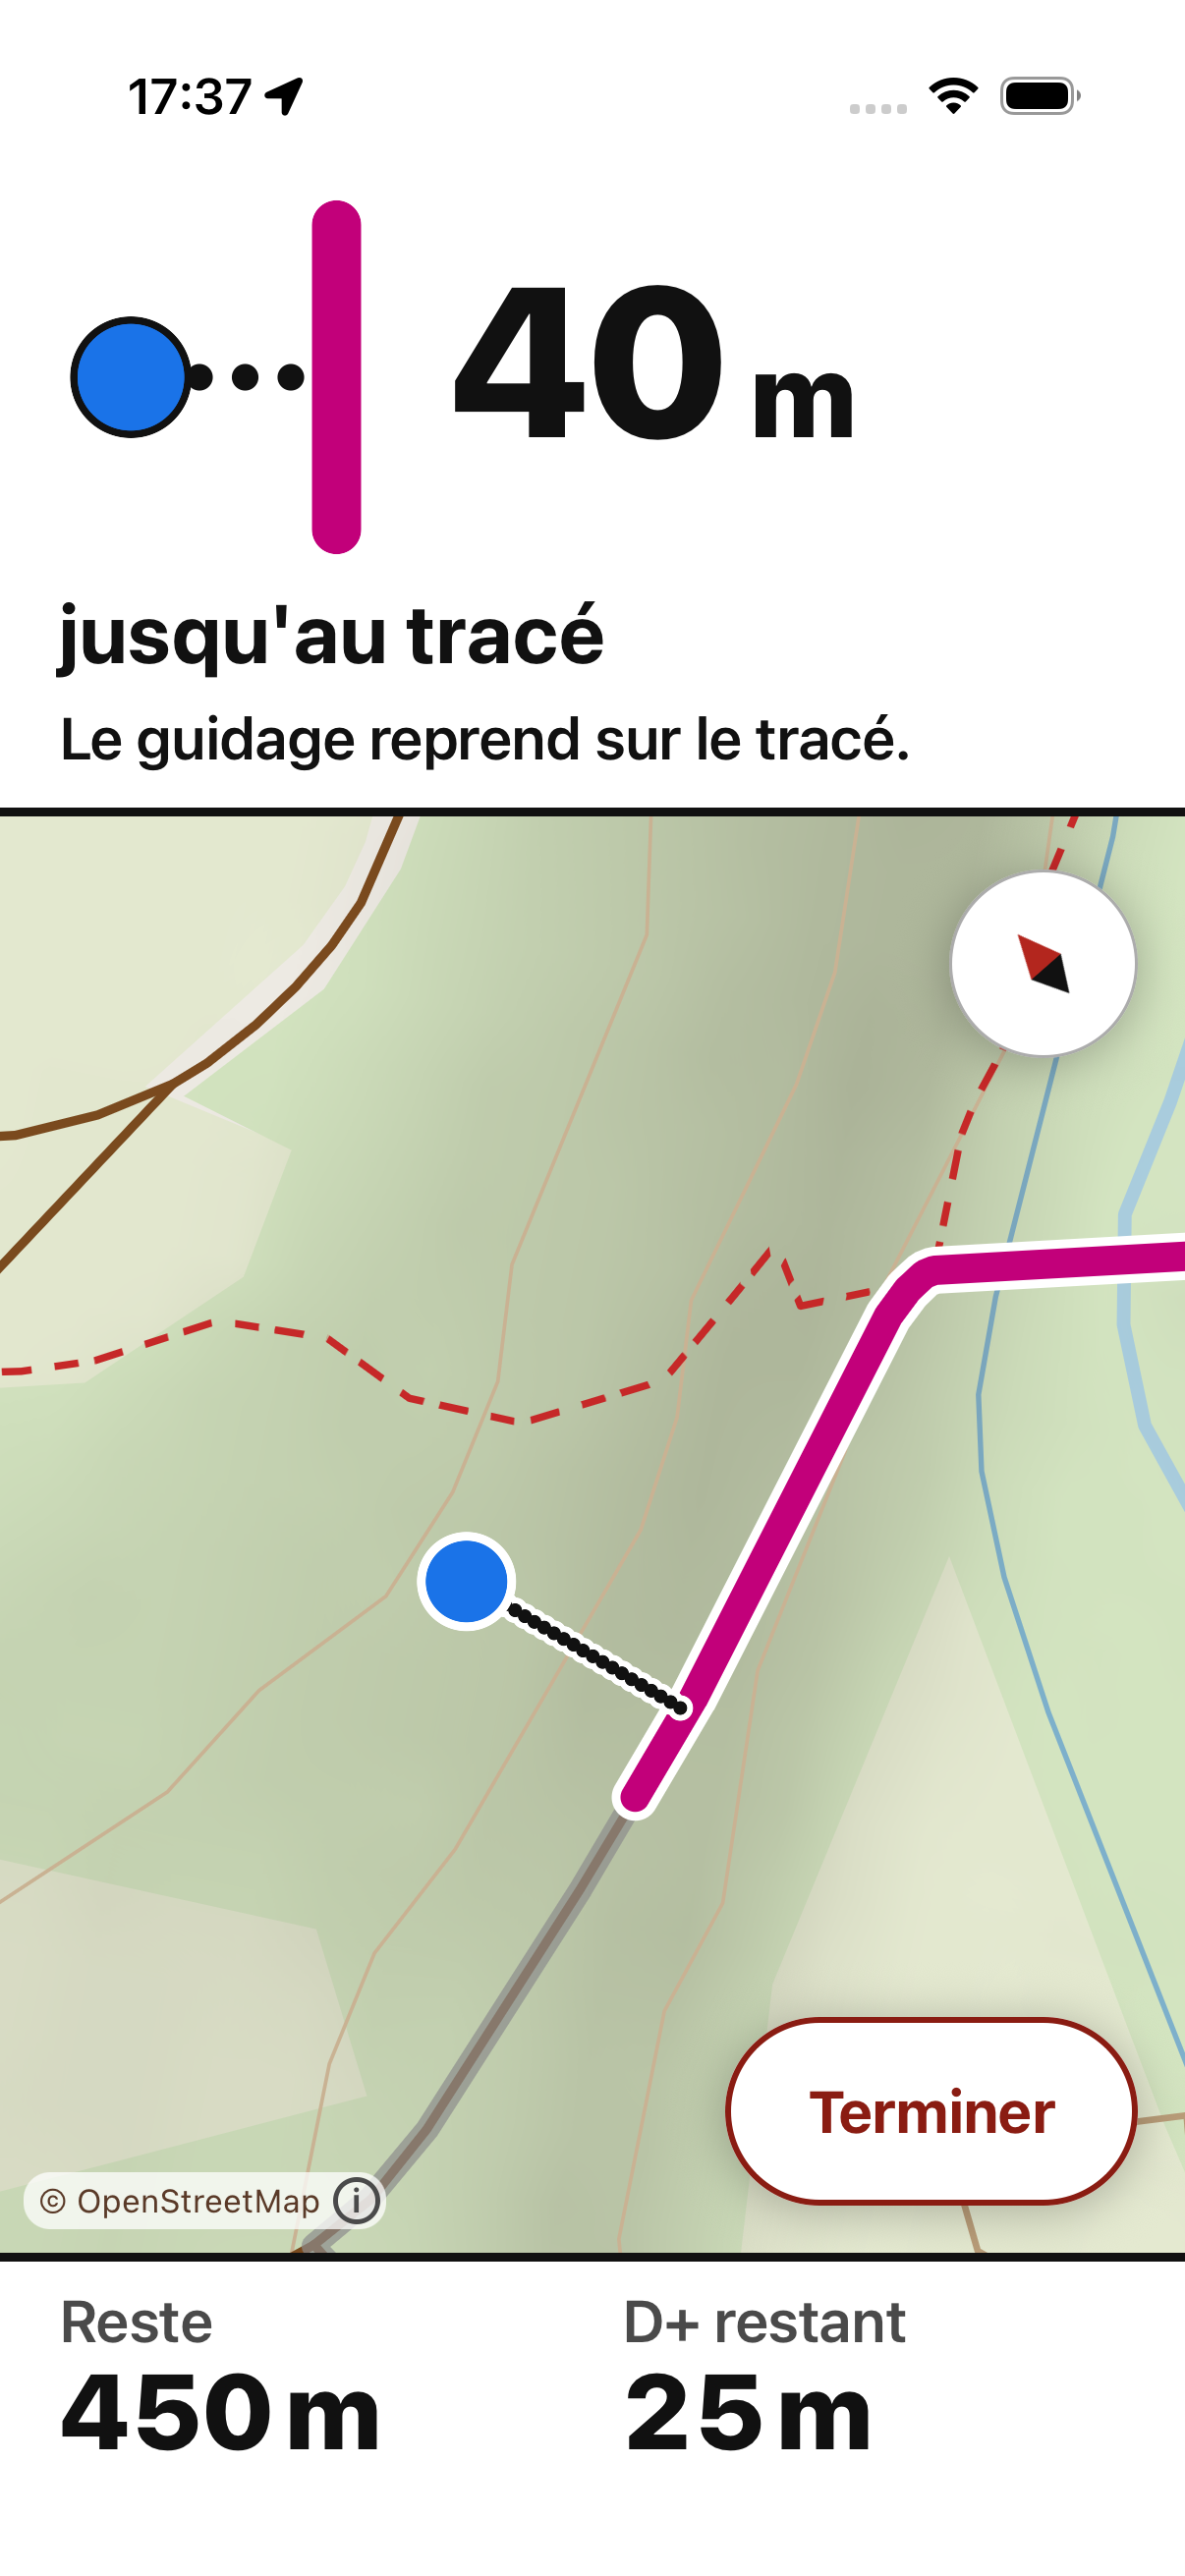 17:37
40 m
jusqu'au tracé
Le guidage reprend sur le tracé.
Terminer
© OpenStreetMap i
Reste
450 m
D+ restant
25 m